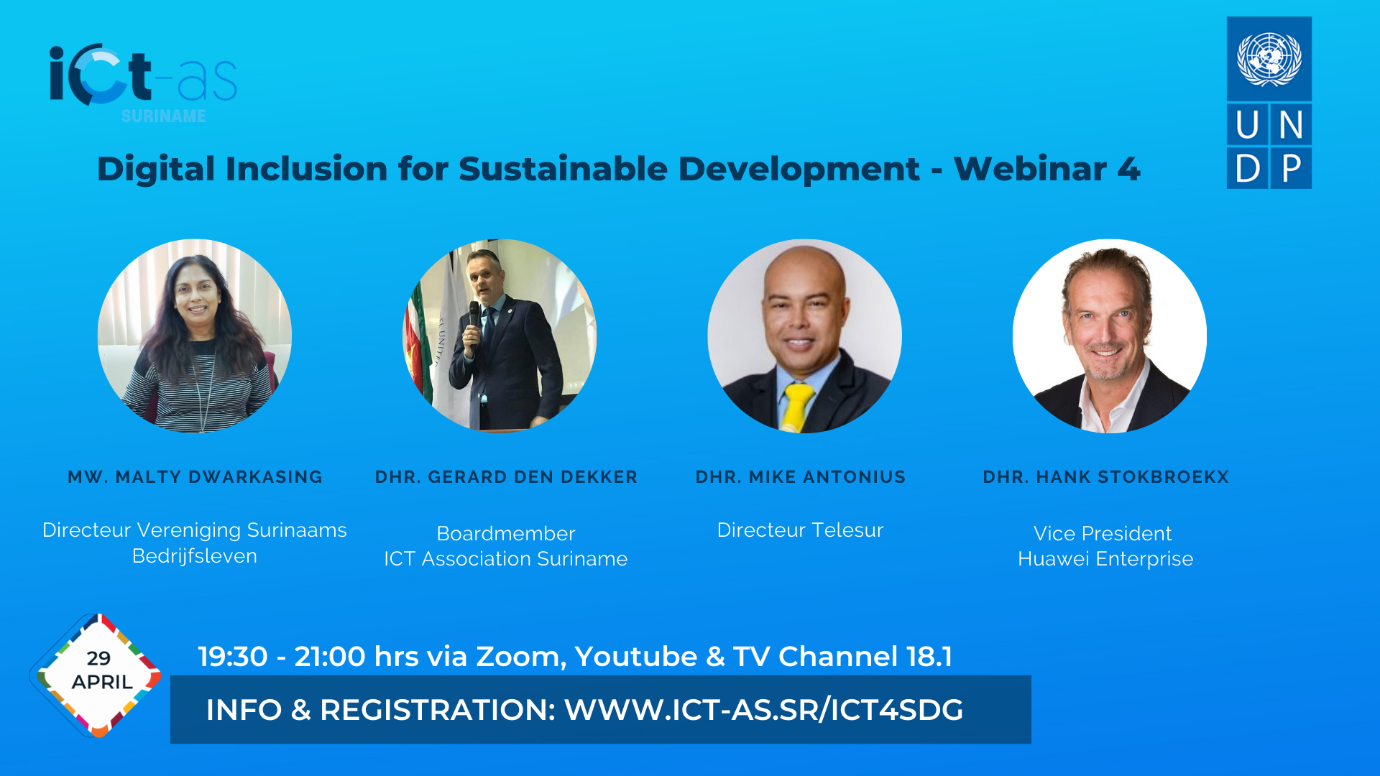 ict-as
SURINAME
U N
D P
Digital Inclusion for Sustainable Development - Webinar 4
MW. MALTY DWARKASING
Directeur Vereniging Surinaams
Bedrijfsleven
DHR. GERARD DEN DEKKER
Boardmember
ICT Association Suriname
DHR. MIKE ANTONIUS
Directeur Telesur
DHR. HANK STOKBROEKX
Vice President
Huawei Enterprise
29
APRIL
19:30 - 21:00 hrs via Zoom, Youtube & TV Channel 18.1
INFO & REGISTRATION: WWW.ICT-AS.SR/ICT4SDG